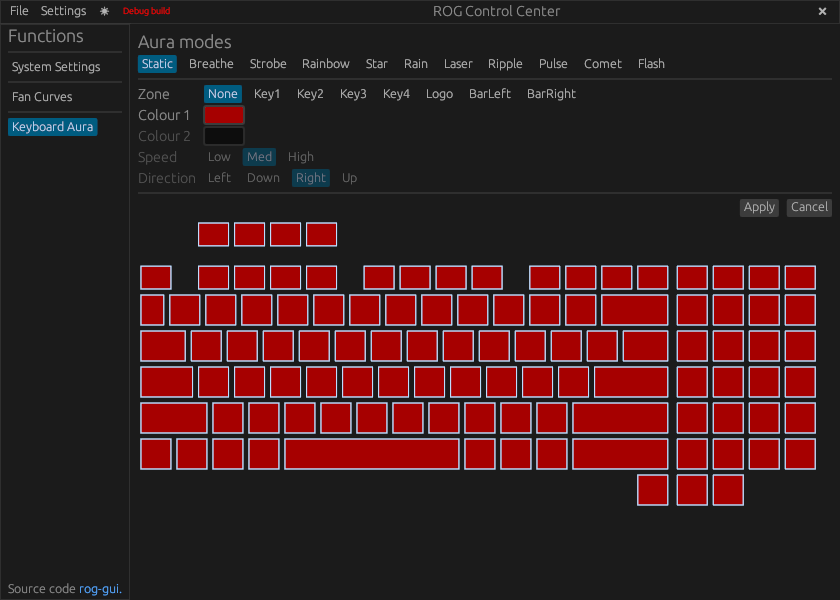 File Settings Debug build ROG Control Center
Functions
System Settings
Fan Curves
Keyboard Aura
Aura modes
Static Breathe Strobe Rainbow Star Rain Laser Ripple Pulse Comet Flash
Zone None Key1 Key2 Key3 Key4 Logo BarLeft BarRight
Colour 1
Colour 2
Speed Low Med High
Direction Left Down Right Up
Apply Cancel
Source code rog-gui.